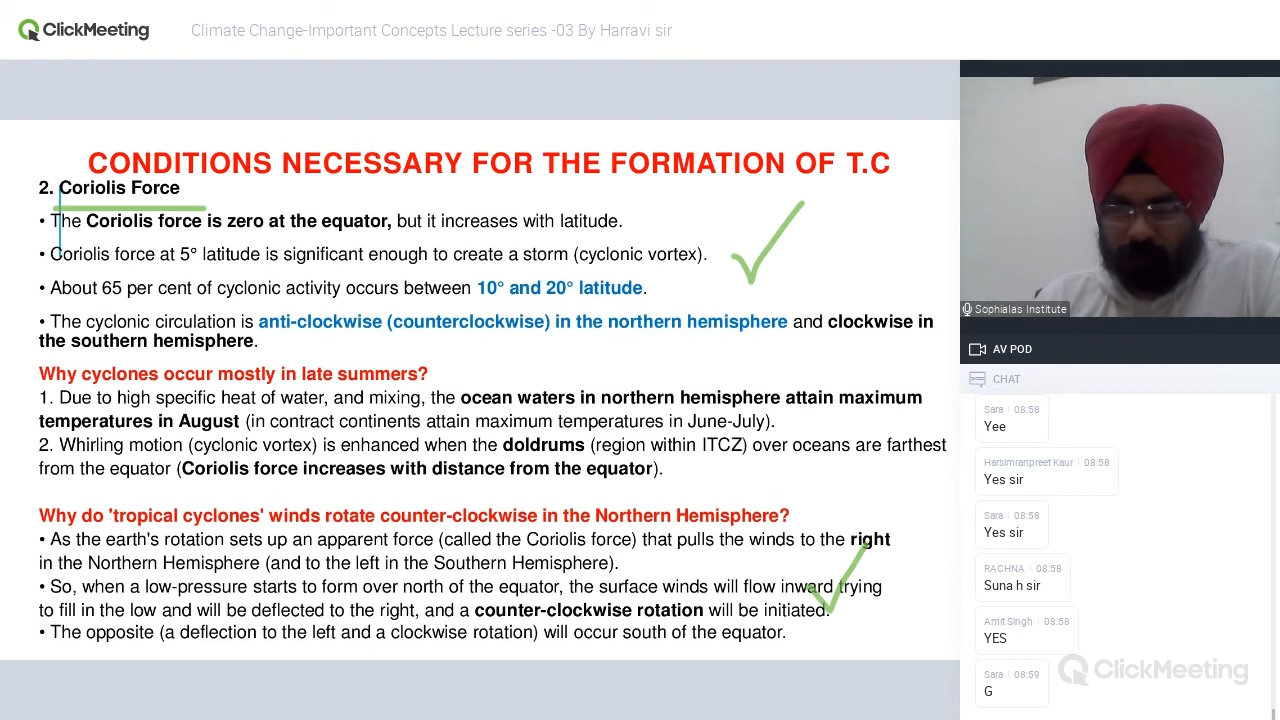 ClickMeeting
Climate Change-Important Concepts Lecture series -03 By Harravi sir
CONDITIONS NECESSARY FOR THE FORMATION OF T.C
2. Coriolis Force
• The Coriolis force is zero at the equator, but it increases with latitude.
• Coriolis force at 5° latitude is significant enough to create a storm (cyclonic vortex).
• About 65 per cent of cyclonic activity occurs between 10° and 20° latitude.
• The cyclonic circulation is anti-clockwise (counterclockwise) in the northern hemisphere and clockwise in
the southern hemisphere.
Why cyclones occur mostly in late summers?
1. Due to high specific heat of water, and mixing, the ocean waters in northern hemisphere attain maximum
temperatures in August (in contract continents attain maximum temperatures in June-July).
2. Whirling motion (cyclonic vortex) is enhanced when the doldrums (region within ITCZ) over oceans are farthest
from the equator (Coriolis force increases with distance from the equator).
Why do 'tropical cyclones' winds rotate counter-clockwise in the Northern Hemisphere?
• As the earth's rotation sets up an apparent force (called the Coriolis force) that pulls the winds to the right
in the Northern Hemisphere (and to the left in the Southern Hemisphere).
• So, when a low-pressure starts to form over north of the equator, the surface winds will flow inward trying
to fill in the low and will be deflected to the right, and a counter-clockwise rotation will be initiated.
• The opposite (a deflection to the left and a clockwise rotation) will occur south of the equator.
Sophialas Institute
AV POD
CHAT
Sara 08:58
Yee
Harsimranpreet Kaur 08:58
Yes sir
Sara 08:58
Yes sir
RACHNA 08:58
Suna h sir
Amit Singh 08:58
YES
Sara 08:59
G
ClickMeeting